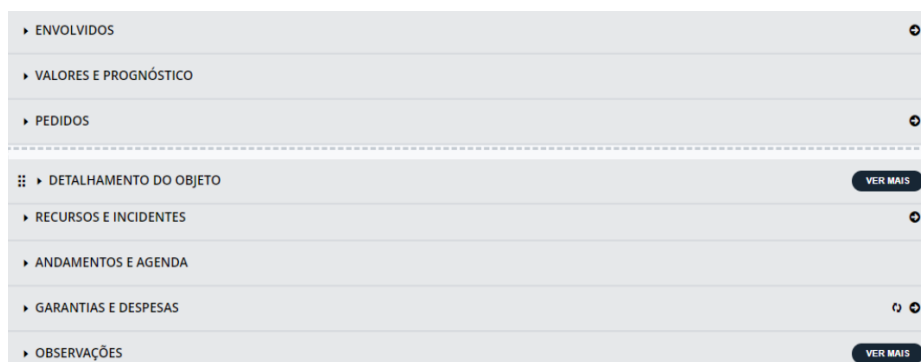 ENVOLVIDOS
VALORES E PROGNÓSTICO
PEDIDOS
DETALHAMENTO DO OBJETO VER MAIS
RECURSOS E INCIDENTES
ANDAMENTOS E AGENDA
GARANTIAS E DESPESAS
OBSERVAÇÕES VER MAIS